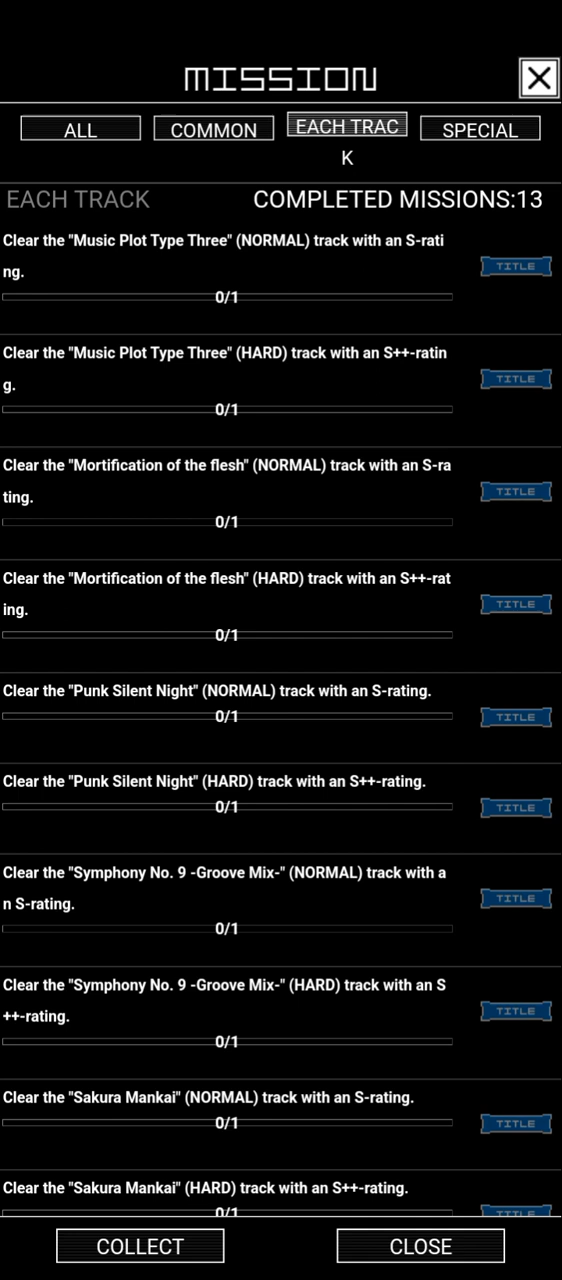 MISSION
ALL
COMMON
EACH TRAC
K
SPECIAL
EACH TRACK
COMPLETED MISSIONS:13
Clear the "Music Plot Type Three" (NORMAL) track with an S-rati
ng.
TITLE
0/1
Clear the "Music Plot Type Three" (HARD) track with an S++-ratin
g.
TITLE
0/1
Clear the "Mortification of the flesh" (NORMAL) track with an S-ra
ting.
TITLE
0/1
Clear the "Mortification of the flesh" (HARD) track with an S++-rat
ing.
TITLE
0/1
Clear the "Punk Silent Night" (NORMAL) track with an S-rating.
TITLE
0/1
Clear the "Punk Silent Night" (HARD) track with an S++-rating.
TITLE
0/1
Clear the "Symphony No. 9 -Groove Mix-" (NORMAL) track with a
n S-rating.
TITLE
0/1
Clear the "Symphony No. 9 -Groove Mix-" (HARD) track with an S
++-rating.
TITLE
0/1
Clear the "Sakura Mankai" (NORMAL) track with an S-rating.
TITLE
0/1
Clear the "Sakura Mankai" (HARD) track with an S++-rating.
TITLE
0/1
COLLECT
CLOSE